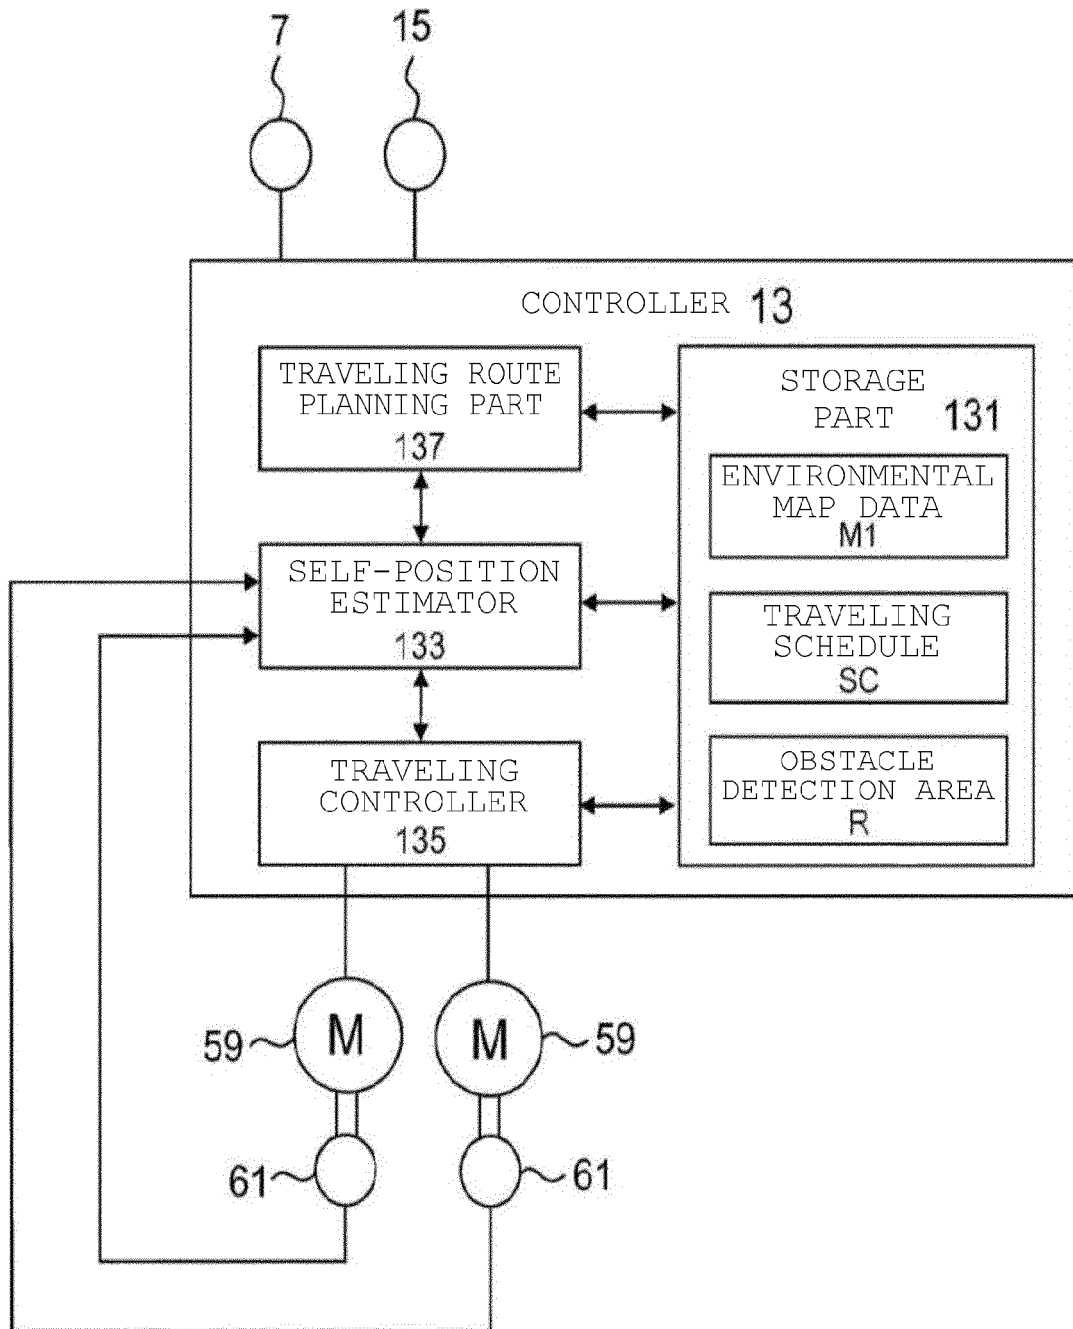 7 15
CONTROLLER 13
TRAVELING ROUTE
PLANNING PART
137
STORAGE
PART 131
ENVIRONMENTAL
MAP DATA
M1
SELF-POSITION
ESTIMATOR
133
TRAVELING
SCHEDULE
SC
TRAVELING
CONTROLLER
135
OBSTACLE
DETECTION AREA
R
59 M M 59
61 61